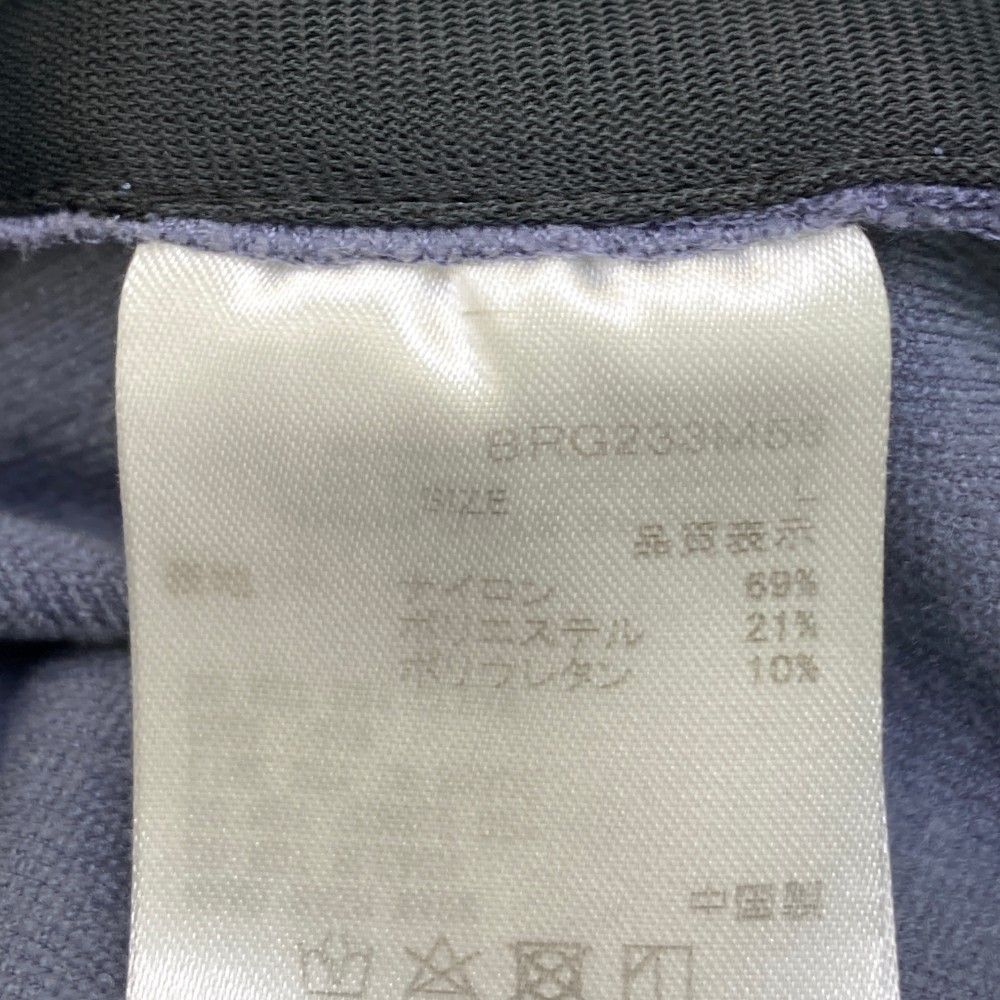 BRG233M53
SIZE L
品質表示
ナイロン 69%
ポリエステル 21%
ポリウレタン 10%
中国製